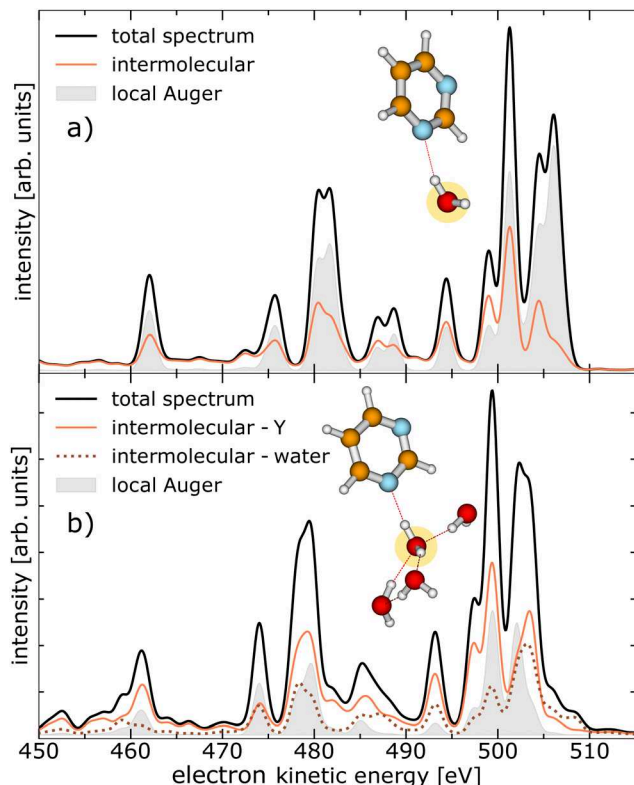 total spectrum
intermolecular
local Auger
a)
intensity [arb. units]
total spectrum
intermolecular - Y
intermolecular - water
local Auger
b)
intensity [arb. units]
450 460 470 480 490 500 510
electron kinetic energy [eV]